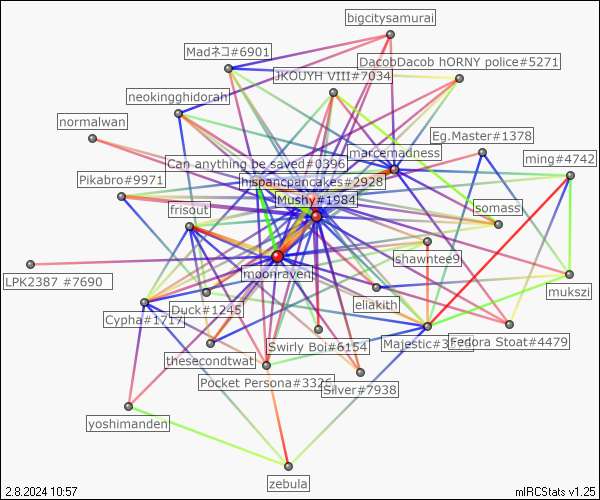 bigcitysamurai
Madネコ#6901
DacobDacob hORNY police#5271
JKOUYH VIII#7034
neokingghidorah
normalwan
Eg.Master#1378
marcemadness
ming#4742
Can anything be saved#0396
hispancpancakes#2928
Pikabro#9971
Mushy#1984
frisout
somass
shawntee9
moonraven
LPK2387 #7690
mukszi
eliakith
Duck#1245
Cypha#1717
Swirly Boi#6154
Majestic#3
Fedora Stoat#4479
thesecondtwat
Pocket Persona#3326
Silver#7938
yoshimanden
zebula
2.8.2024 10:57
mIRCStats v1.25